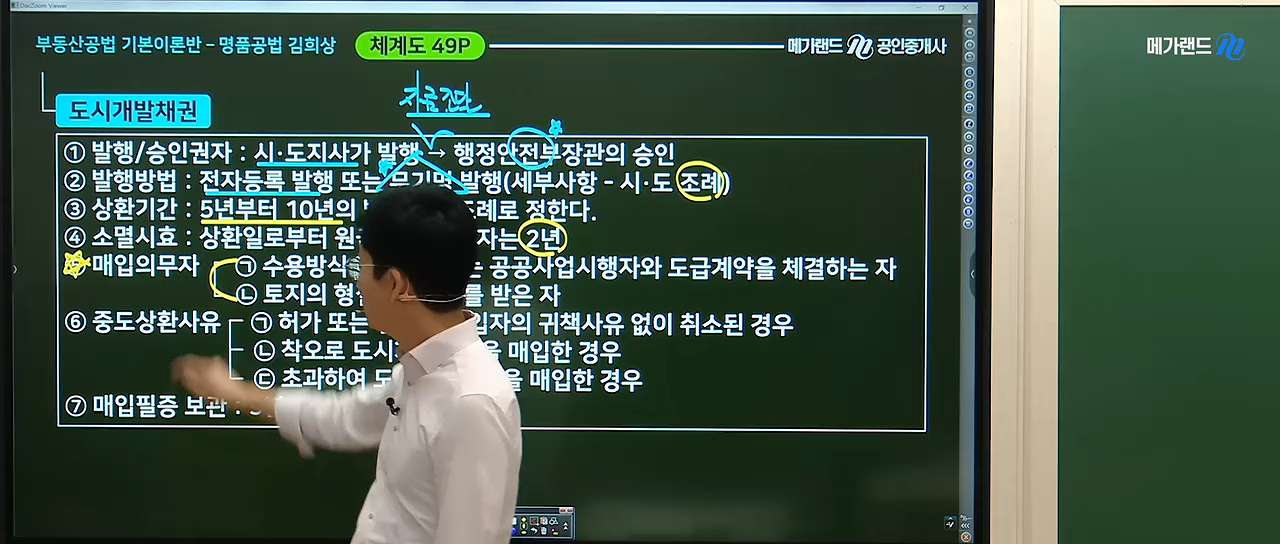 DocZoom Viewer
부동산공법 기본이론반 - 명품공법 김희상
체계도 49P
메가랜드 공인중개사
메가랜드
자금조달
도시개발채권
① 발행/승인권자 : 시·도지사가 발행 → 행정안전부장관의 승인
② 발행방법 : 전자등록 발행 또는 무기명 발행(세부사항 - 시·도 조례)
③ 상환기간 : 5년부터 10년의 조례로 정한다.
④ 소멸시효 : 상환일로부터 자는 2년
매입의무자 ㉠ 수용방식 공공사업시행자와 도급계약을 체결하는 자
㉡ 토지의 받은 자
⑥ 중도상환사유 ㉠ 허가 또는 귀책사유 없이 취소된 경우
㉡ 착오로 매입한 경우
㉢ 초과하여 매입한 경우
⑦ 매입필증 보관 :